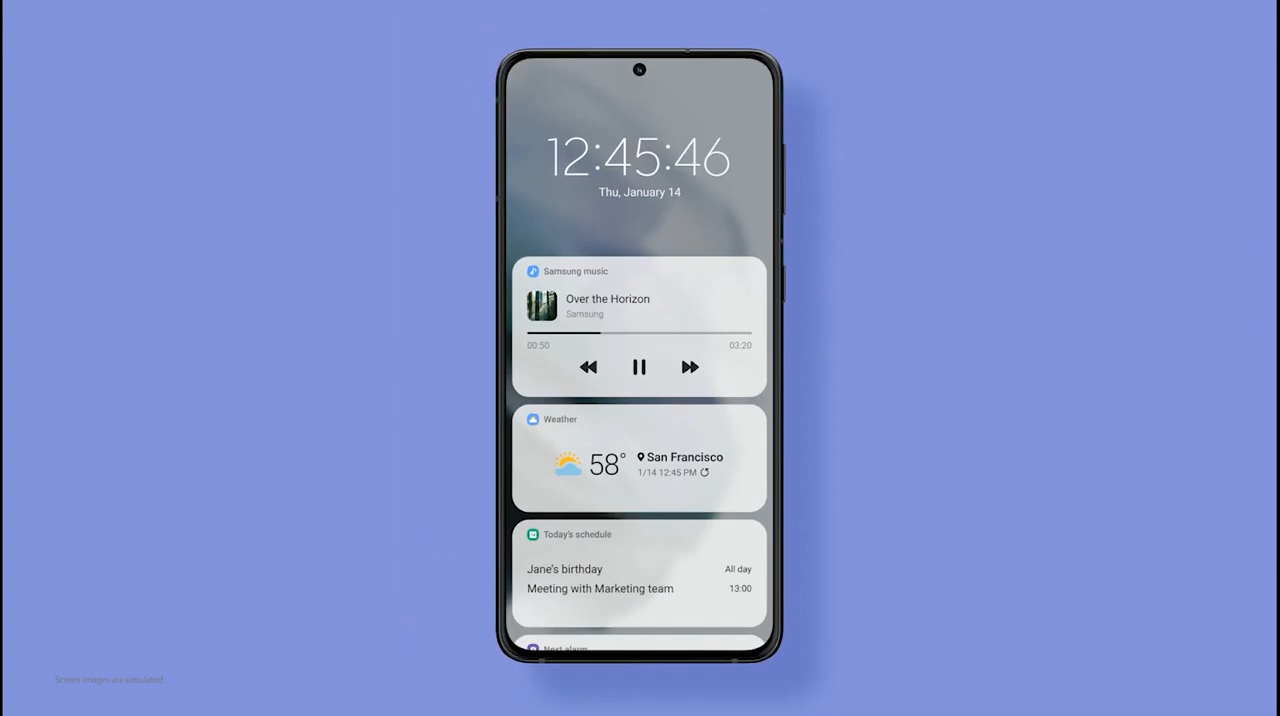 12:45:46
Thu, January 14
Samsung music
Over the Horizon
Samsung
00:50 03:20
Weather
58° San Francisco
1/14 12:45 PM
Today's schedule
Jane's birthday All day
Meeting with Marketing team 13:00
Next alarm
Screen images are simulated